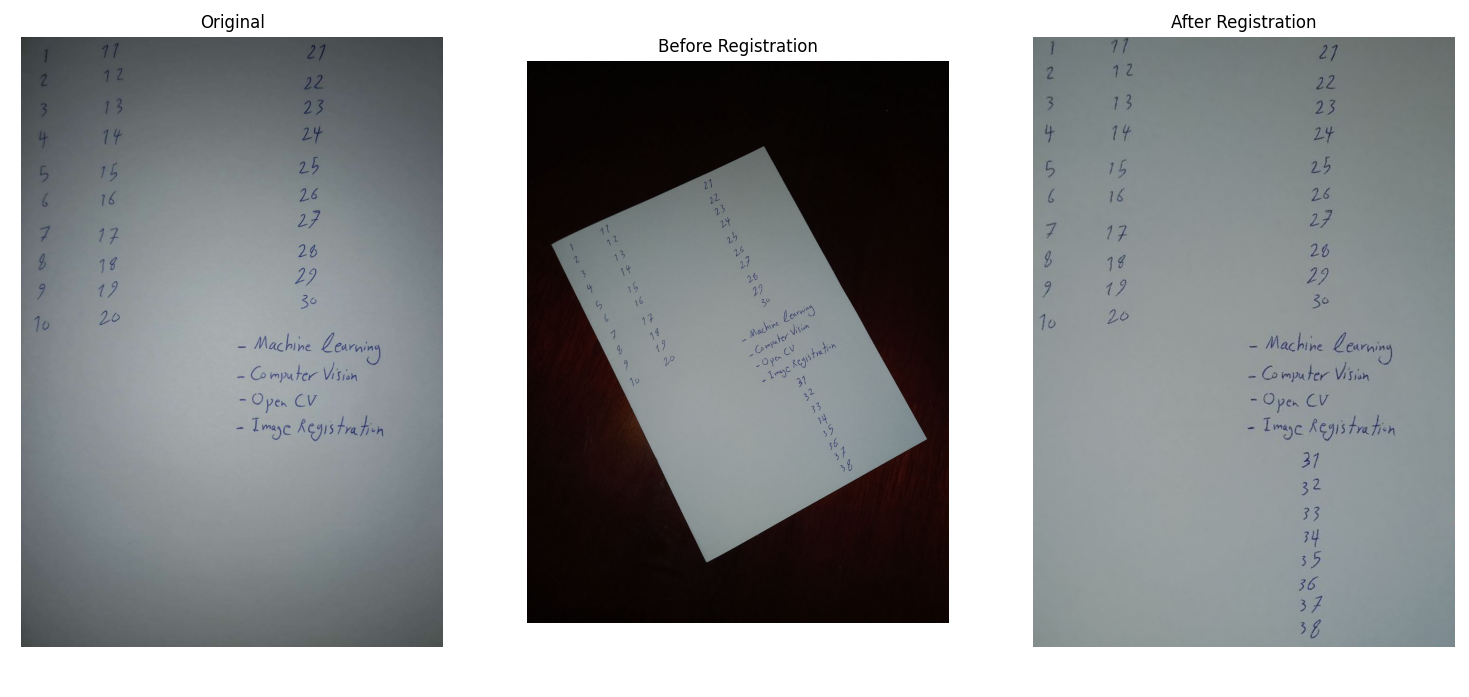 Original
1 11 21
2 12 22
3 13 23
4 14 24
5 15 25
6 16 26
7 17 27
8 18 28
9 19 29
10 20 30
- Machine Learning
- Computer Vision
- Open CV
- Image Registration
Before Registration
1 11 21
2 12 22
3 13 23
4 14 24
5 15 25
6 16 26
7 17 27
8 18 28
9 19 29
10 20 30
- Machine Learning
- Computer Vision
- Open CV
- Image Registration
31
32
33
34
35
36
37
38
After Registration
1 11 21
2 12 22
3 13 23
4 14 24
5 15 25
6 16 26
7 17 27
8 18 28
9 19 29
10 20 30
- Machine Learning
- Computer Vision
- Open CV
- Image Registration
31
32
33
34
35
36
37
38